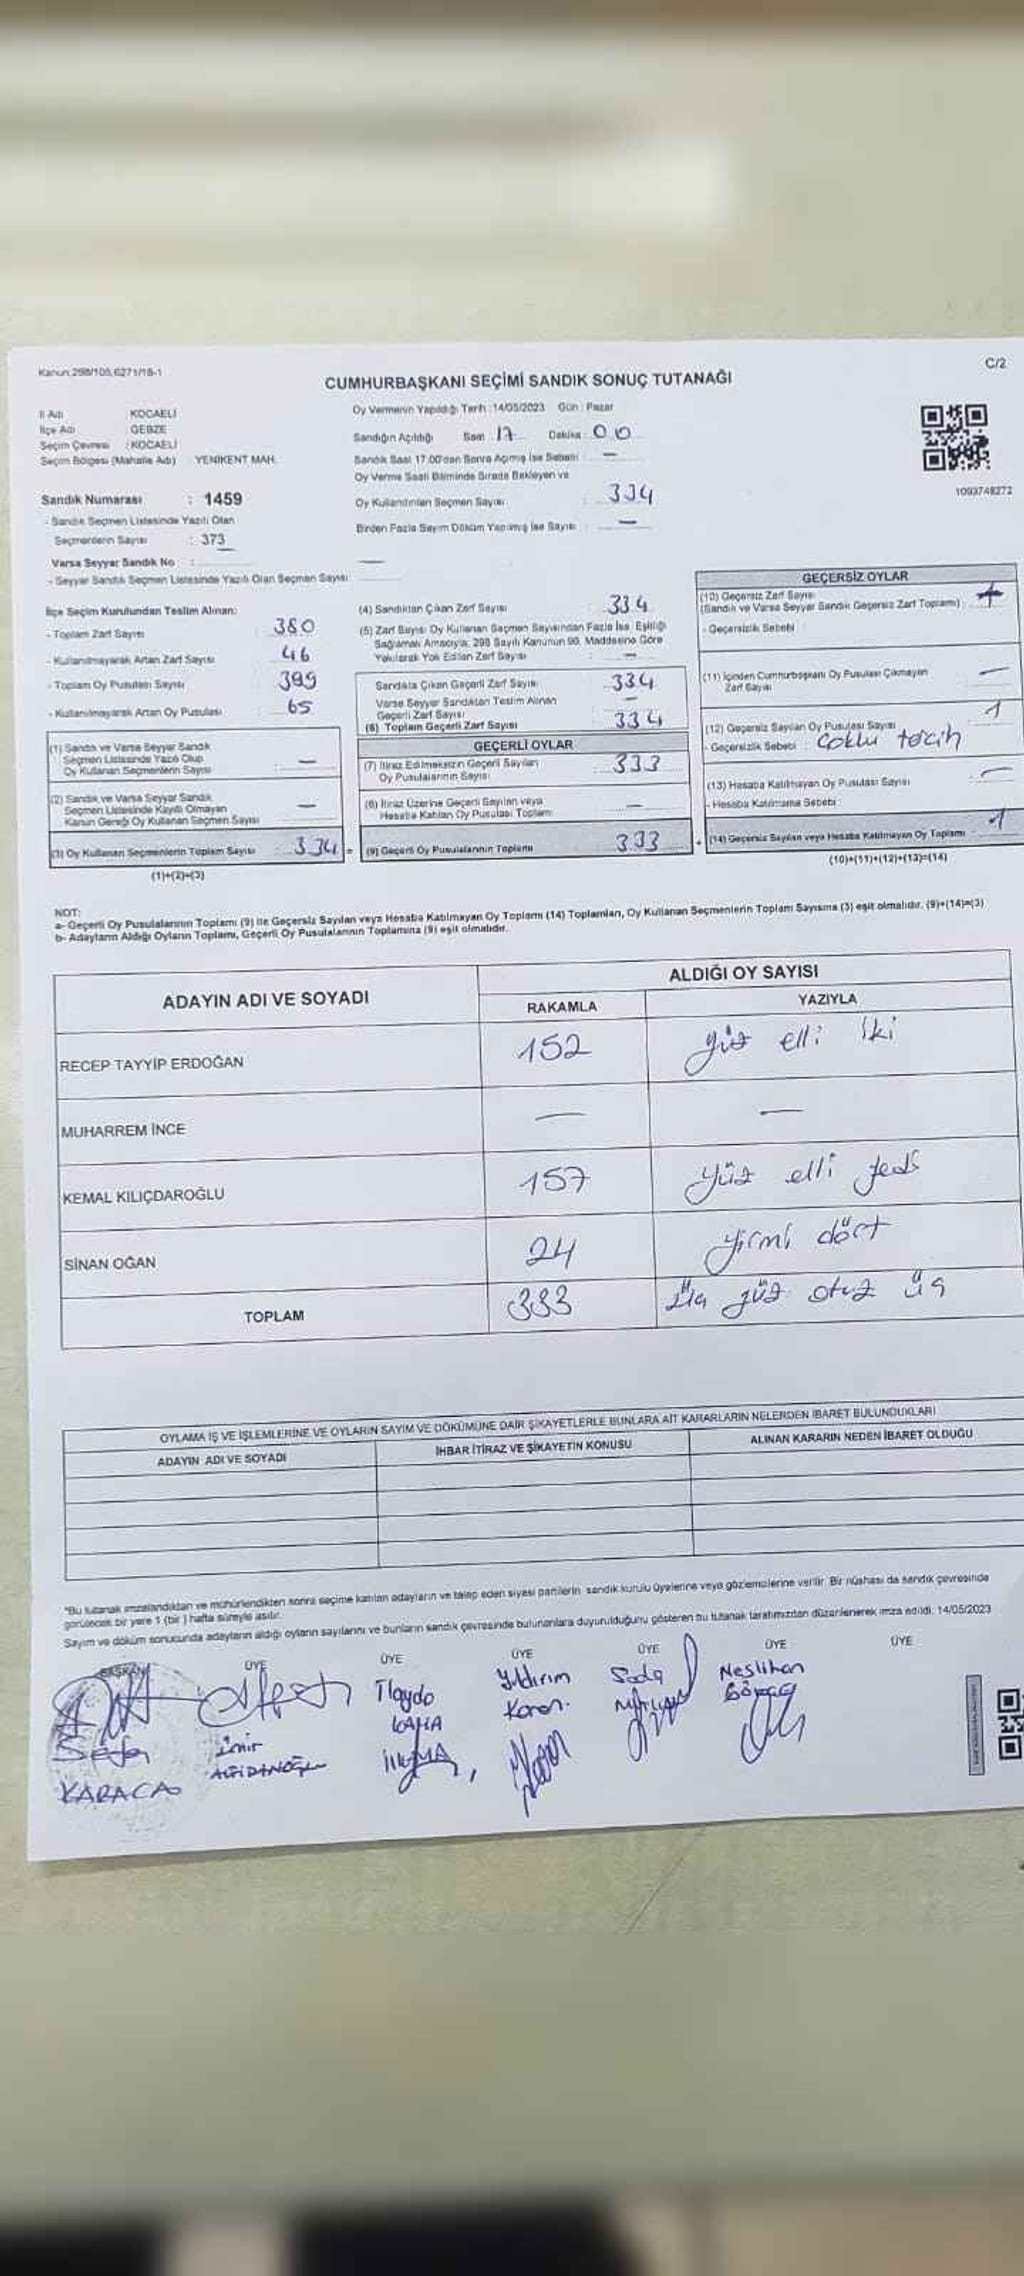 Kanun:298/105,6271/18-1
C/2
CUMHURBAŞKANI SEÇİMİ SANDIK SONUÇ TUTANAĞI
İl Adı : KOCAELİ
İlçe Adı : GEBZE
Seçim Çevresi : KOCAELİ
Seçim Bölgesi (Mahalle Adı) : YENİKENT MAH.
Sandık Numarası : 1459
- Sandık Seçmen Listesinde Yazılı Olan
Seçmenlerin Sayısı : 373
Varsa Seyyar Sandık No :
- Seyyar Sandık Seçmen Listesinde Yazılı Olan Seçmen Sayısı
Oy Vermenin Yapıldığı Tarih :14/05/2023 Gün : Pazar
Sandığın Açıldığı Saat 17 Dakika : 00
Sandık Saat 17.00'dan Sonra Açılmış İse Sebebi : —
Oy Verme Saati Bitiminde Sırada Bekleyen ve
Oy Kullandırılan Seçmen Sayısı : 334
Birden Fazla Sayım Döküm Yapılmış İse Sayısı : —
1093748272
İlçe Seçim Kurulundan Teslim Alınan:
- Toplam Zarf Sayısı : 380
- Kullanılmayarak Artan Zarf Sayısı : 46
- Toplam Oy Pusulası Sayısı : 399
- Kullanılmayarak Artan Oy Pusulası : 65
(1) Sandık ve Varsa Seyyar Sandık
Seçmen Listesinde Yazılı Olup
Oy Kullanan Seçmenlerin Sayısı : —
(2) Sandık ve Varsa Seyyar Sandık
Seçmen Listesinde Kayıtlı Olmayan
Kanun Gereği Oy Kullanan Seçmen Sayısı : —
(3) Oy Kullanan Seçmenlerin Toplam Sayısı : 334 =
(1)+(2)=(3)
(4) Sandıktan Çıkan Zarf Sayısı : 334
(5) Zarf Sayısı Oy Kullanan Seçmen Sayısından Fazla İse, Eşitliği
Sağlamak Amacıyla, 298 Sayılı Kanunun 98. Maddesine Göre
Yakılarak Yok Edilen Zarf Sayısı : —
Sandıkta Çıkan Geçerli Zarf Sayısı : 334
Varsa Seyyar Sandıktan Teslim Alınan
Geçerli Zarf Sayısı : —
(6) Toplam Geçerli Zarf Sayısı : 334
GEÇERLİ OYLAR
(7) İtiraz Edilmeksizin Geçerli Sayılan
Oy Pusulalarının Sayısı : 333
(8) İtiraz Üzerine Geçerli Sayılan veya
Hesaba Katılan Oy Pusulası Toplamı : —
(9) Geçerli Oy Pusulalarının Toplamı : 333 +
GEÇERSİZ OYLAR
(10) Geçersiz Zarf Sayısı
(Sandık ve Varsa Seyyar Sandık Geçersiz Zarf Toplamı) :
- Geçersizlik Sebebi :
(11) İçinden Cumhurbaşkanı Oy Pusulası Çıkmayan
Zarf Sayısı —
(12) Geçersiz Sayılan Oy Pusulası Sayısı 1
- Geçersizlik Sebebi : Çoklu tercih
(13) Hesaba Katılmayan Oy Pusulası Sayısı —
- Hesaba Katılmama Sebebi :
(14) Geçersiz Sayılan veya Hesaba Katılmayan Oy Toplamı 1
(10)+(11)+(12)+(13)=(14)
NOT:
a- Geçerli Oy Pusulalarının Toplamı (9) ile Geçersiz Sayılan veya Hesaba Katılmayan Oy Toplamı (14) Toplamları, Oy Kullanan Seçmenlerin Toplam Sayısına (3) eşit olmalıdır. (9)+(14)=(3)
b- Adayların Aldığı Oyların Toplamı, Geçerli Oy Pusulalarının Toplamına (9) eşit olmalıdır.
ADAYIN ADI VE SOYADI
ALDIĞI OY SAYISI
RAKAMLA YAZIYLA
RECEP TAYYİP ERDOĞAN 152 yüz elli iki
MUHARREM İNCE — —
KEMAL KILIÇDAROĞLU 157 yüz elli yedi
SİNAN OĞAN 24 yirmi dört
TOPLAM 333 üç yüz otuz üç
OYLAMA İŞ VE İŞLEMLERİNE VE OYLARIN SAYIM VE DÖKÜMÜNE DAİR ŞİKAYETLERLE BUNLARA AİT KARARLARIN NELERDEN İBARET BULUNDUKLARI
ADAYIN ADI VE SOYADI İHBAR İTİRAZ VE ŞİKAYETİN KONUSU ALINAN KARARIN NEDEN İBARET OLDUĞU
"Bu tutanak imzalandıktan ve mühürlendikten sonra seçime katılan adayların ve talep eden siyasi partilerin, sandık kurulu üyelerine veya gözlemcilerine verilir. Bir nüshası da sandık çevresinde
görülecek bir yere 1 (bir) hafta süreyle asılır.
Sayım ve döküm sonucunda adayların aldığı oyların sayılarını ve bunların sandık çevresinde bulunanlara duyurulduğunu gösteren bu tutanak tarafımızdan düzenlenerek imza edildi. 14/05/2023
BAŞKAN ÜYE ÜYE ÜYE ÜYE ÜYE ÜYE
Sefa
KARACA
İzmir
İlayda
KAYA
Yıldırım
Karan
Seda
Neslihan